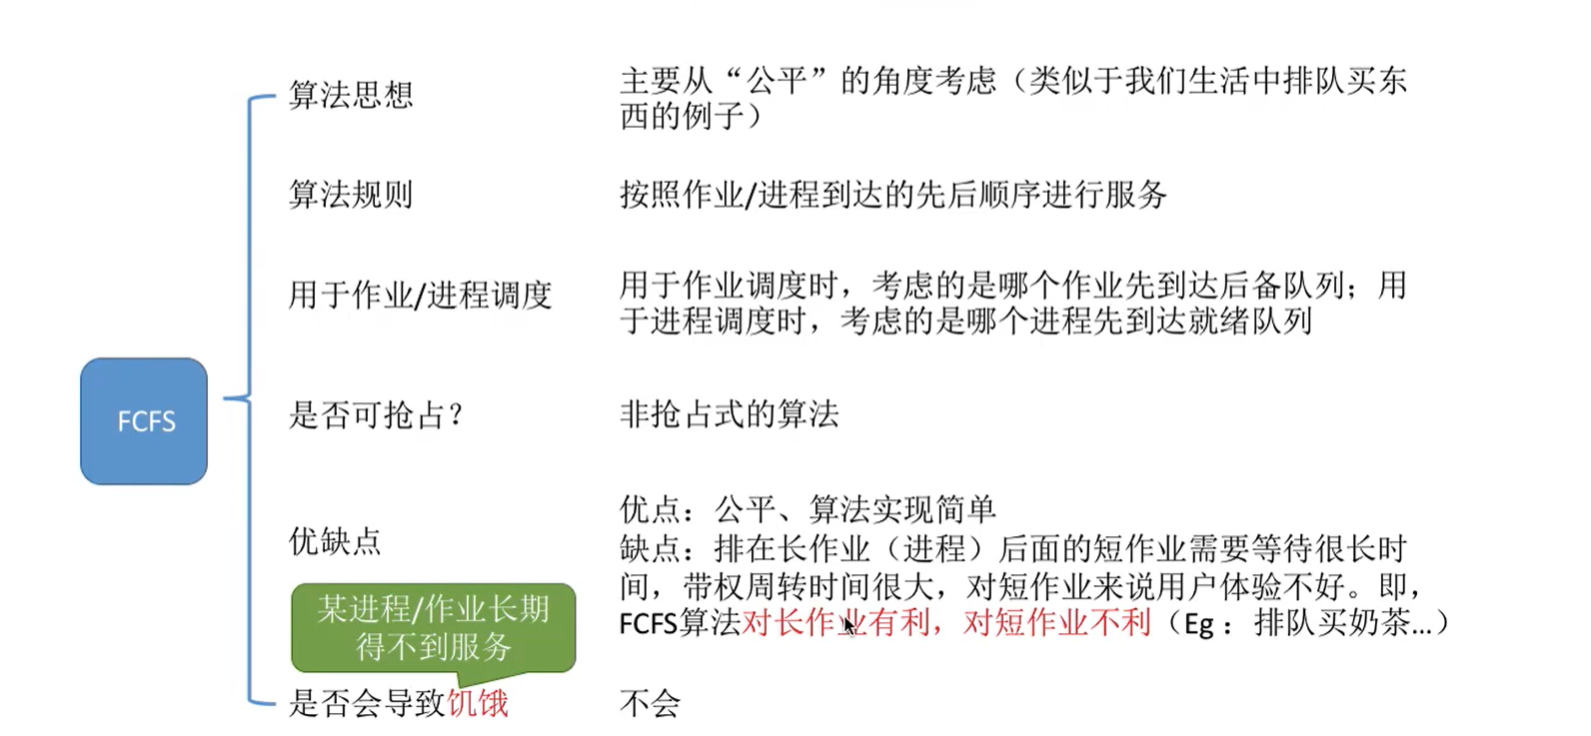 算法思想
主要从“公平”的角度考虑（类似于我们生活中排队买东
西的例子）
算法规则
按照作业/进程到达的先后顺序进行服务
用于作业/进程调度
用于作业调度时，考虑的是哪个作业先到达后备队列；用
于进程调度时，考虑的是哪个进程先到达就绪队列
FCFS
是否可抢占？
非抢占式的算法
优缺点
优点：公平、算法实现简单
缺点：排在长作业（进程）后面的短作业需要等待很长时
间，带权周转时间很大，对短作业来说用户体验不好。即，
FCFS算法对长作业有利，对短作业不利（Eg：排队买奶茶...）
某进程/作业长期
得不到服务
是否会导致饥饿
不会